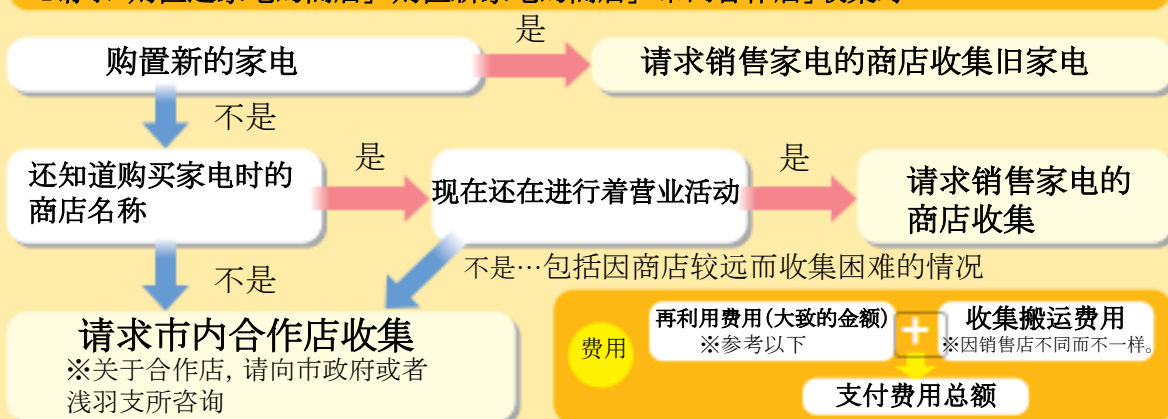 是
购置新的家电
请求销售家电的商店收集旧家电
不是
还知道购买家电时的
商店名称
是
现在还在进行着营业活动
是
请求销售家电的
商店收集
不是…包括因商店较远而收集困难的情况
不是
请求市内合作店收集
※关于合作店, 请向市政府或者
浅羽支所咨询
费用
再利用费用(大致的金额)
※参考以下
+
收集搬运费用
※因销售店不同而不一样。
支付费用总额